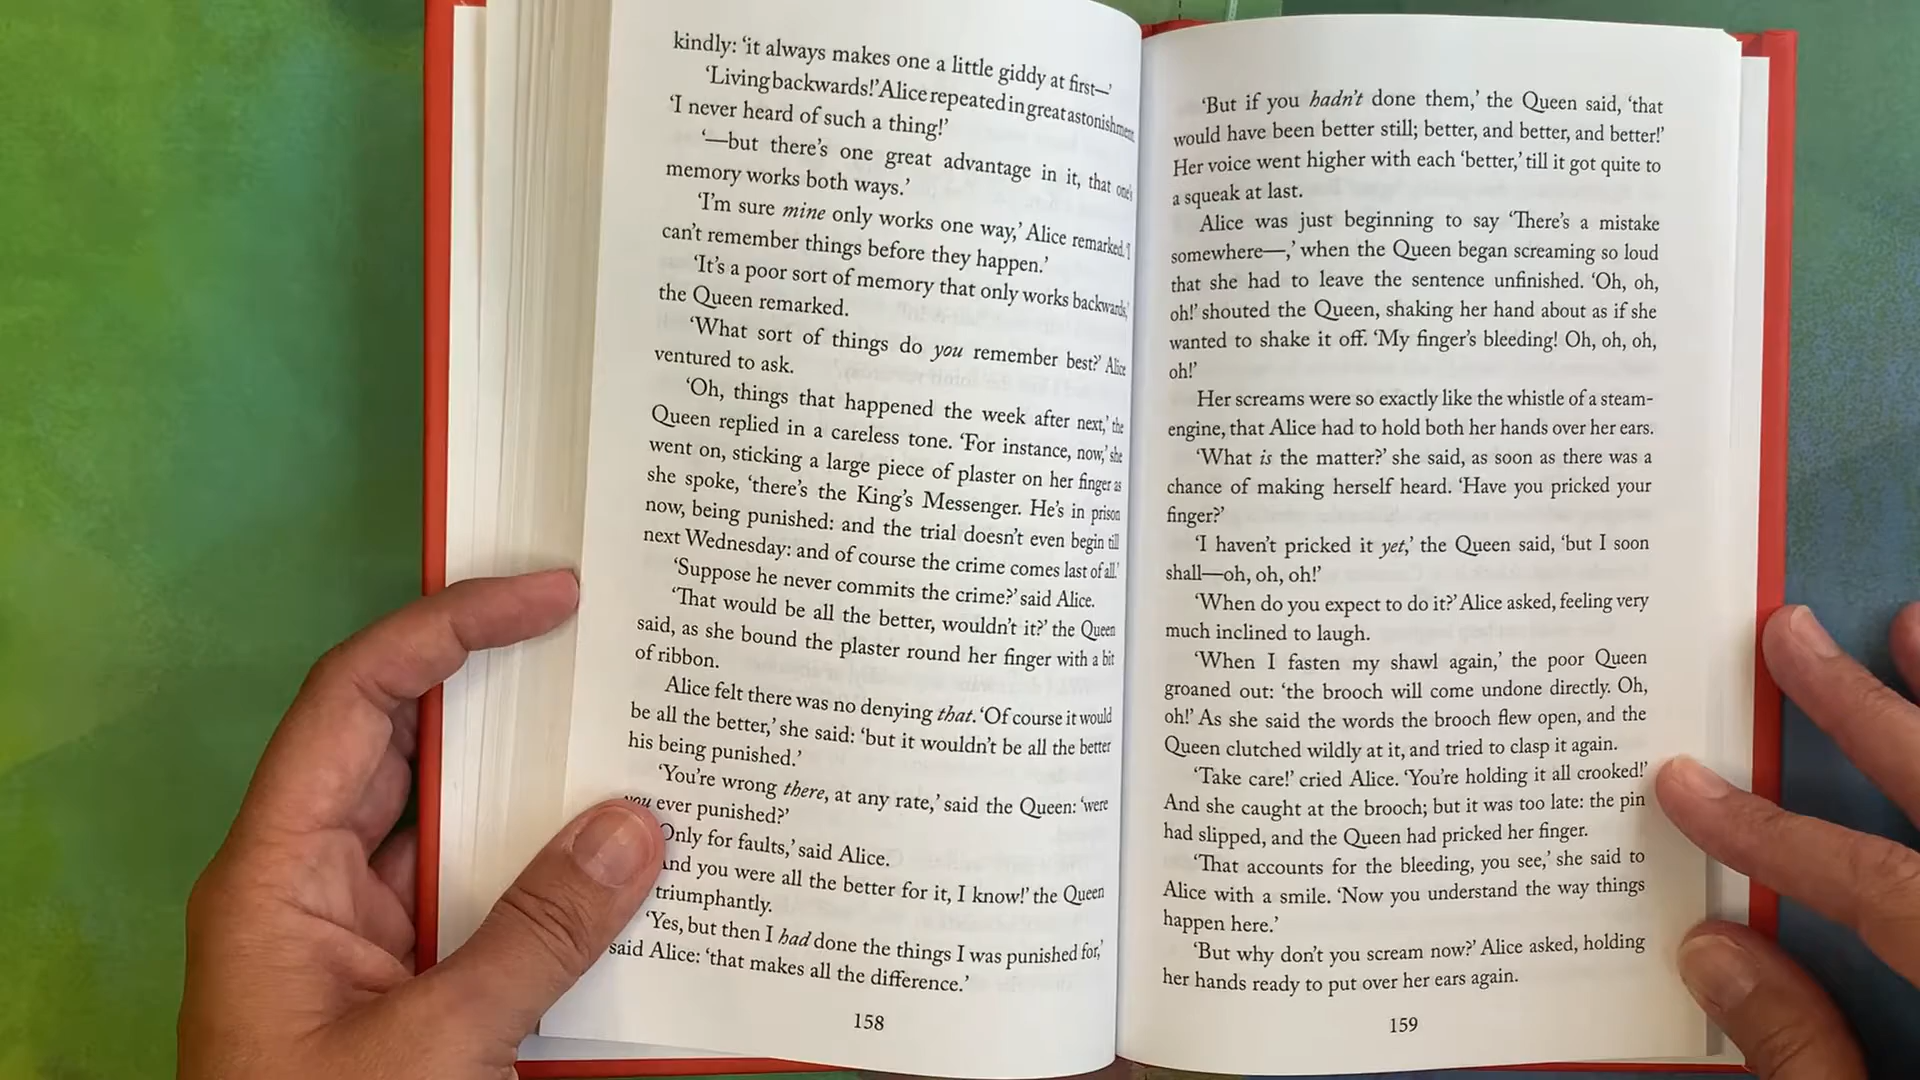 kindly: ‘it always makes one a little giddy at first—’
‘Living backwards!’ Alice repeated in great astonishment.
‘I never heard of such a thing!’
‘—but there’s one great advantage in it, that one’s
memory works both ways.’
‘I’m sure mine only works one way,’ Alice remarked. ‘I
can’t remember things before they happen.’
‘It’s a poor sort of memory that only works backwards,’
the Queen remarked.
‘What sort of things do you remember best?’ Alice
ventured to ask.
‘Oh, things that happened the week after next,’ the
Queen replied in a careless tone. ‘For instance, now,’ she
went on, sticking a large piece of plaster on her finger as
she spoke, ‘there’s the King’s Messenger. He’s in prison
now, being punished: and the trial doesn’t even begin till
next Wednesday: and of course the crime comes last of all.’
‘Suppose he never commits the crime?’ said Alice.
‘That would be all the better, wouldn’t it?’ the Queen
said, as she bound the plaster round her finger with a bit
of ribbon.
Alice felt there was no denying that. ‘Of course it would
be all the better,’ she said: ‘but it wouldn’t be all the better
his being punished.’
‘You’re wrong there, at any rate,’ said the Queen: ‘were
you ever punished?’
Only for faults,’ said Alice.
And you were all the better for it, I know!’ the Queen
triumphantly.
‘Yes, but then I had done the things I was punished for,’
said Alice: ‘that makes all the difference.’
158
‘But if you hadn’t done them,’ the Queen said, ‘that
would have been better still; better, and better, and better!’
Her voice went higher with each ‘better,’ till it got quite to
a squeak at last.
Alice was just beginning to say ‘There’s a mistake
somewhere—,’ when the Queen began screaming so loud
that she had to leave the sentence unfinished. ‘Oh, oh,
oh!’ shouted the Queen, shaking her hand about as if she
wanted to shake it off. ‘My finger’s bleeding! Oh, oh, oh,
oh!’
Her screams were so exactly like the whistle of a steam-
engine, that Alice had to hold both her hands over her ears.
‘What is the matter?’ she said, as soon as there was a
chance of making herself heard. ‘Have you pricked your
finger?’
‘I haven’t pricked it yet,’ the Queen said, ‘but I soon
shall—oh, oh, oh!’
‘When do you expect to do it?’ Alice asked, feeling very
much inclined to laugh.
‘When I fasten my shawl again,’ the poor Queen
groaned out: ‘the brooch will come undone directly. Oh,
oh!’ As she said the words the brooch flew open, and the
Queen clutched wildly at it, and tried to clasp it again.
‘Take care!’ cried Alice. ‘You’re holding it all crooked!’
And she caught at the brooch; but it was too late: the pin
had slipped, and the Queen had pricked her finger.
‘That accounts for the bleeding, you see,’ she said to
Alice with a smile. ‘Now you understand the way things
happen here.’
‘But why don’t you scream now?’ Alice asked, holding
her hands ready to put over her ears again.
159